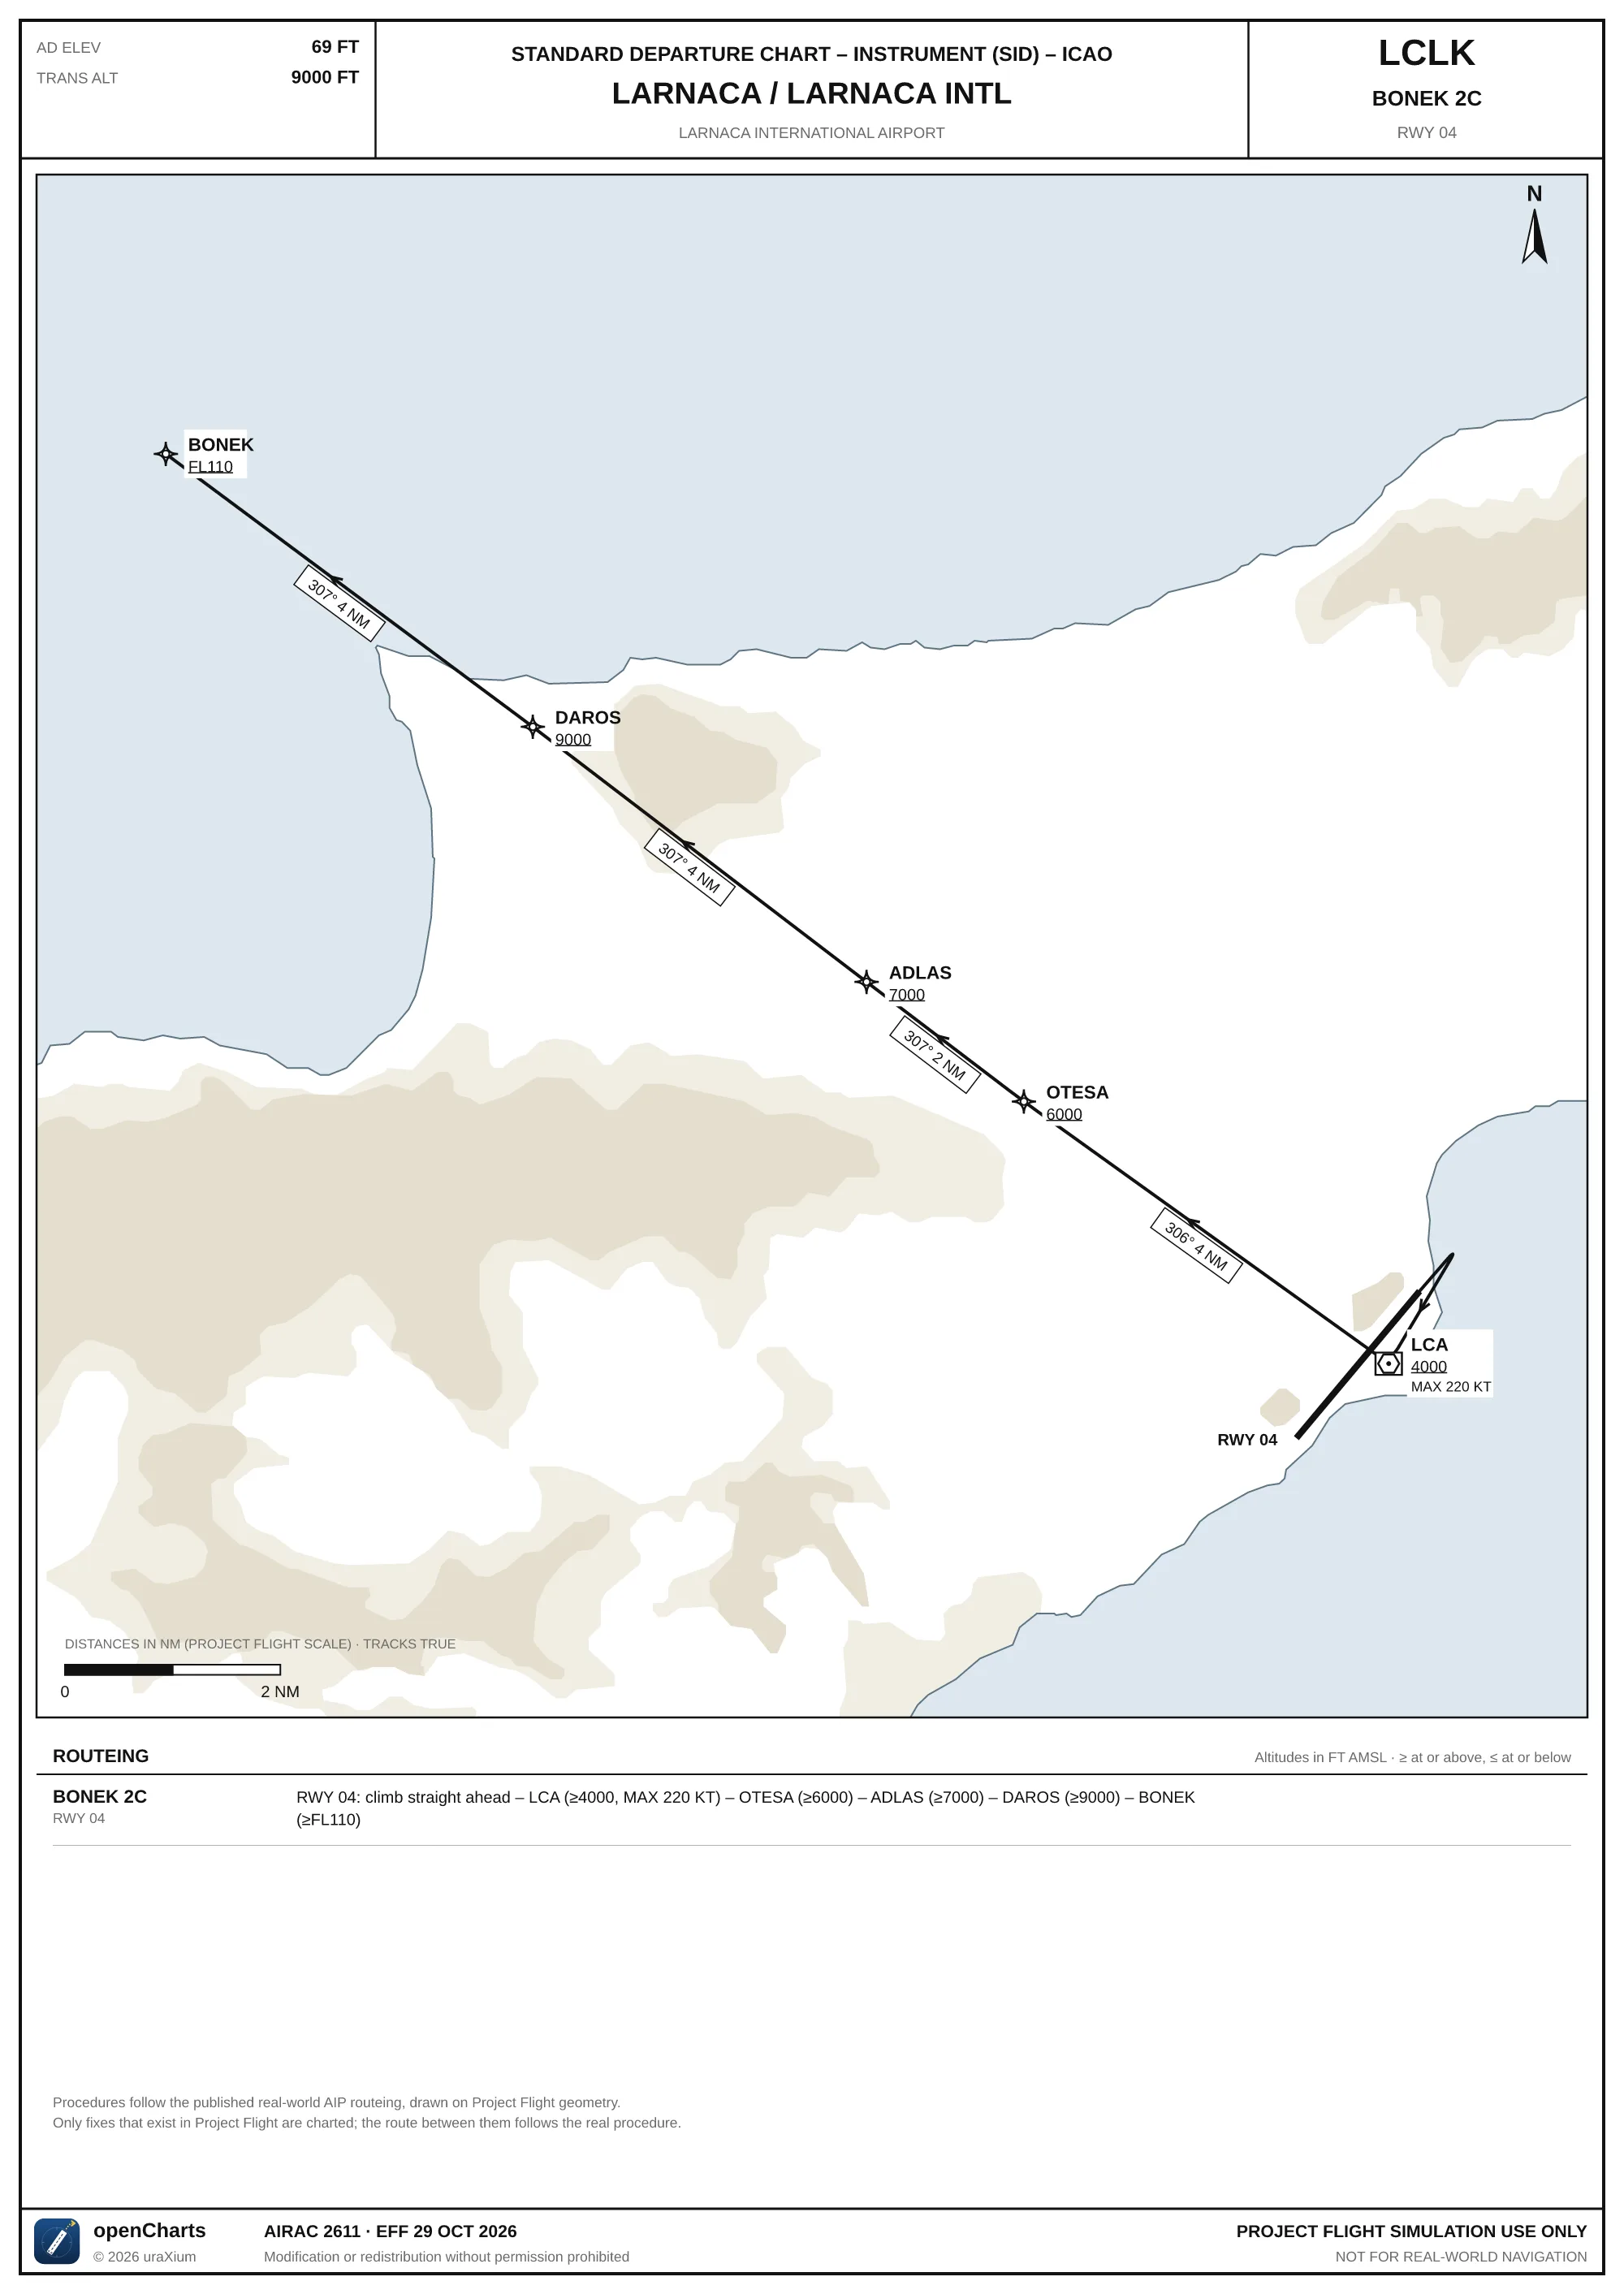 AD ELEV 69 FT
TRANS ALT 9000 FT
STANDARD DEPARTURE CHART – INSTRUMENT (SID) – ICAO
LARNACA / LARNACA INTL
LARNACA INTERNATIONAL AIRPORT
LCLK
BONEK 2C
RWY 04
N
BONEK
FL110
307° 4 NM
DAROS
9000
307° 4 NM
ADLAS
7000
307° 2 NM
OTESA
6000
306° 4 NM
LCA
4000
MAX 220 KT
RWY 04
DISTANCES IN NM (PROJECT FLIGHT SCALE) · TRACKS TRUE
0 2 NM
ROUTEING
Altitudes in FT AMSL · ≥ at or above, ≤ at or below
BONEK 2C
RWY 04
RWY 04: climb straight ahead – LCA (≥4000, MAX 220 KT) – OTESA (≥6000) – ADLAS (≥7000) – DAROS (≥9000) – BONEK
(≥FL110)
Procedures follow the published real-world AIP routeing, drawn on Project Flight geometry.
Only fixes that exist in Project Flight are charted; the route between them follows the real procedure.
openCharts
© 2026 uraXium
AIRAC 2611 · EFF 29 OCT 2026
Modification or redistribution without permission prohibited
PROJECT FLIGHT SIMULATION USE ONLY
NOT FOR REAL-WORLD NAVIGATION